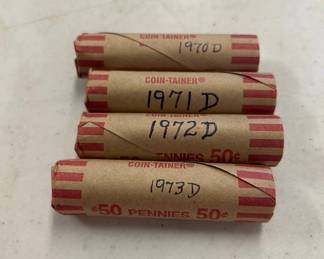 COIN-TAINER®
1970 D
COIN-TAINER®
1971 D
1972 D
PENNIES 50¢
COIN-TAINER®
1973 D
¢50 PENNIES 50¢